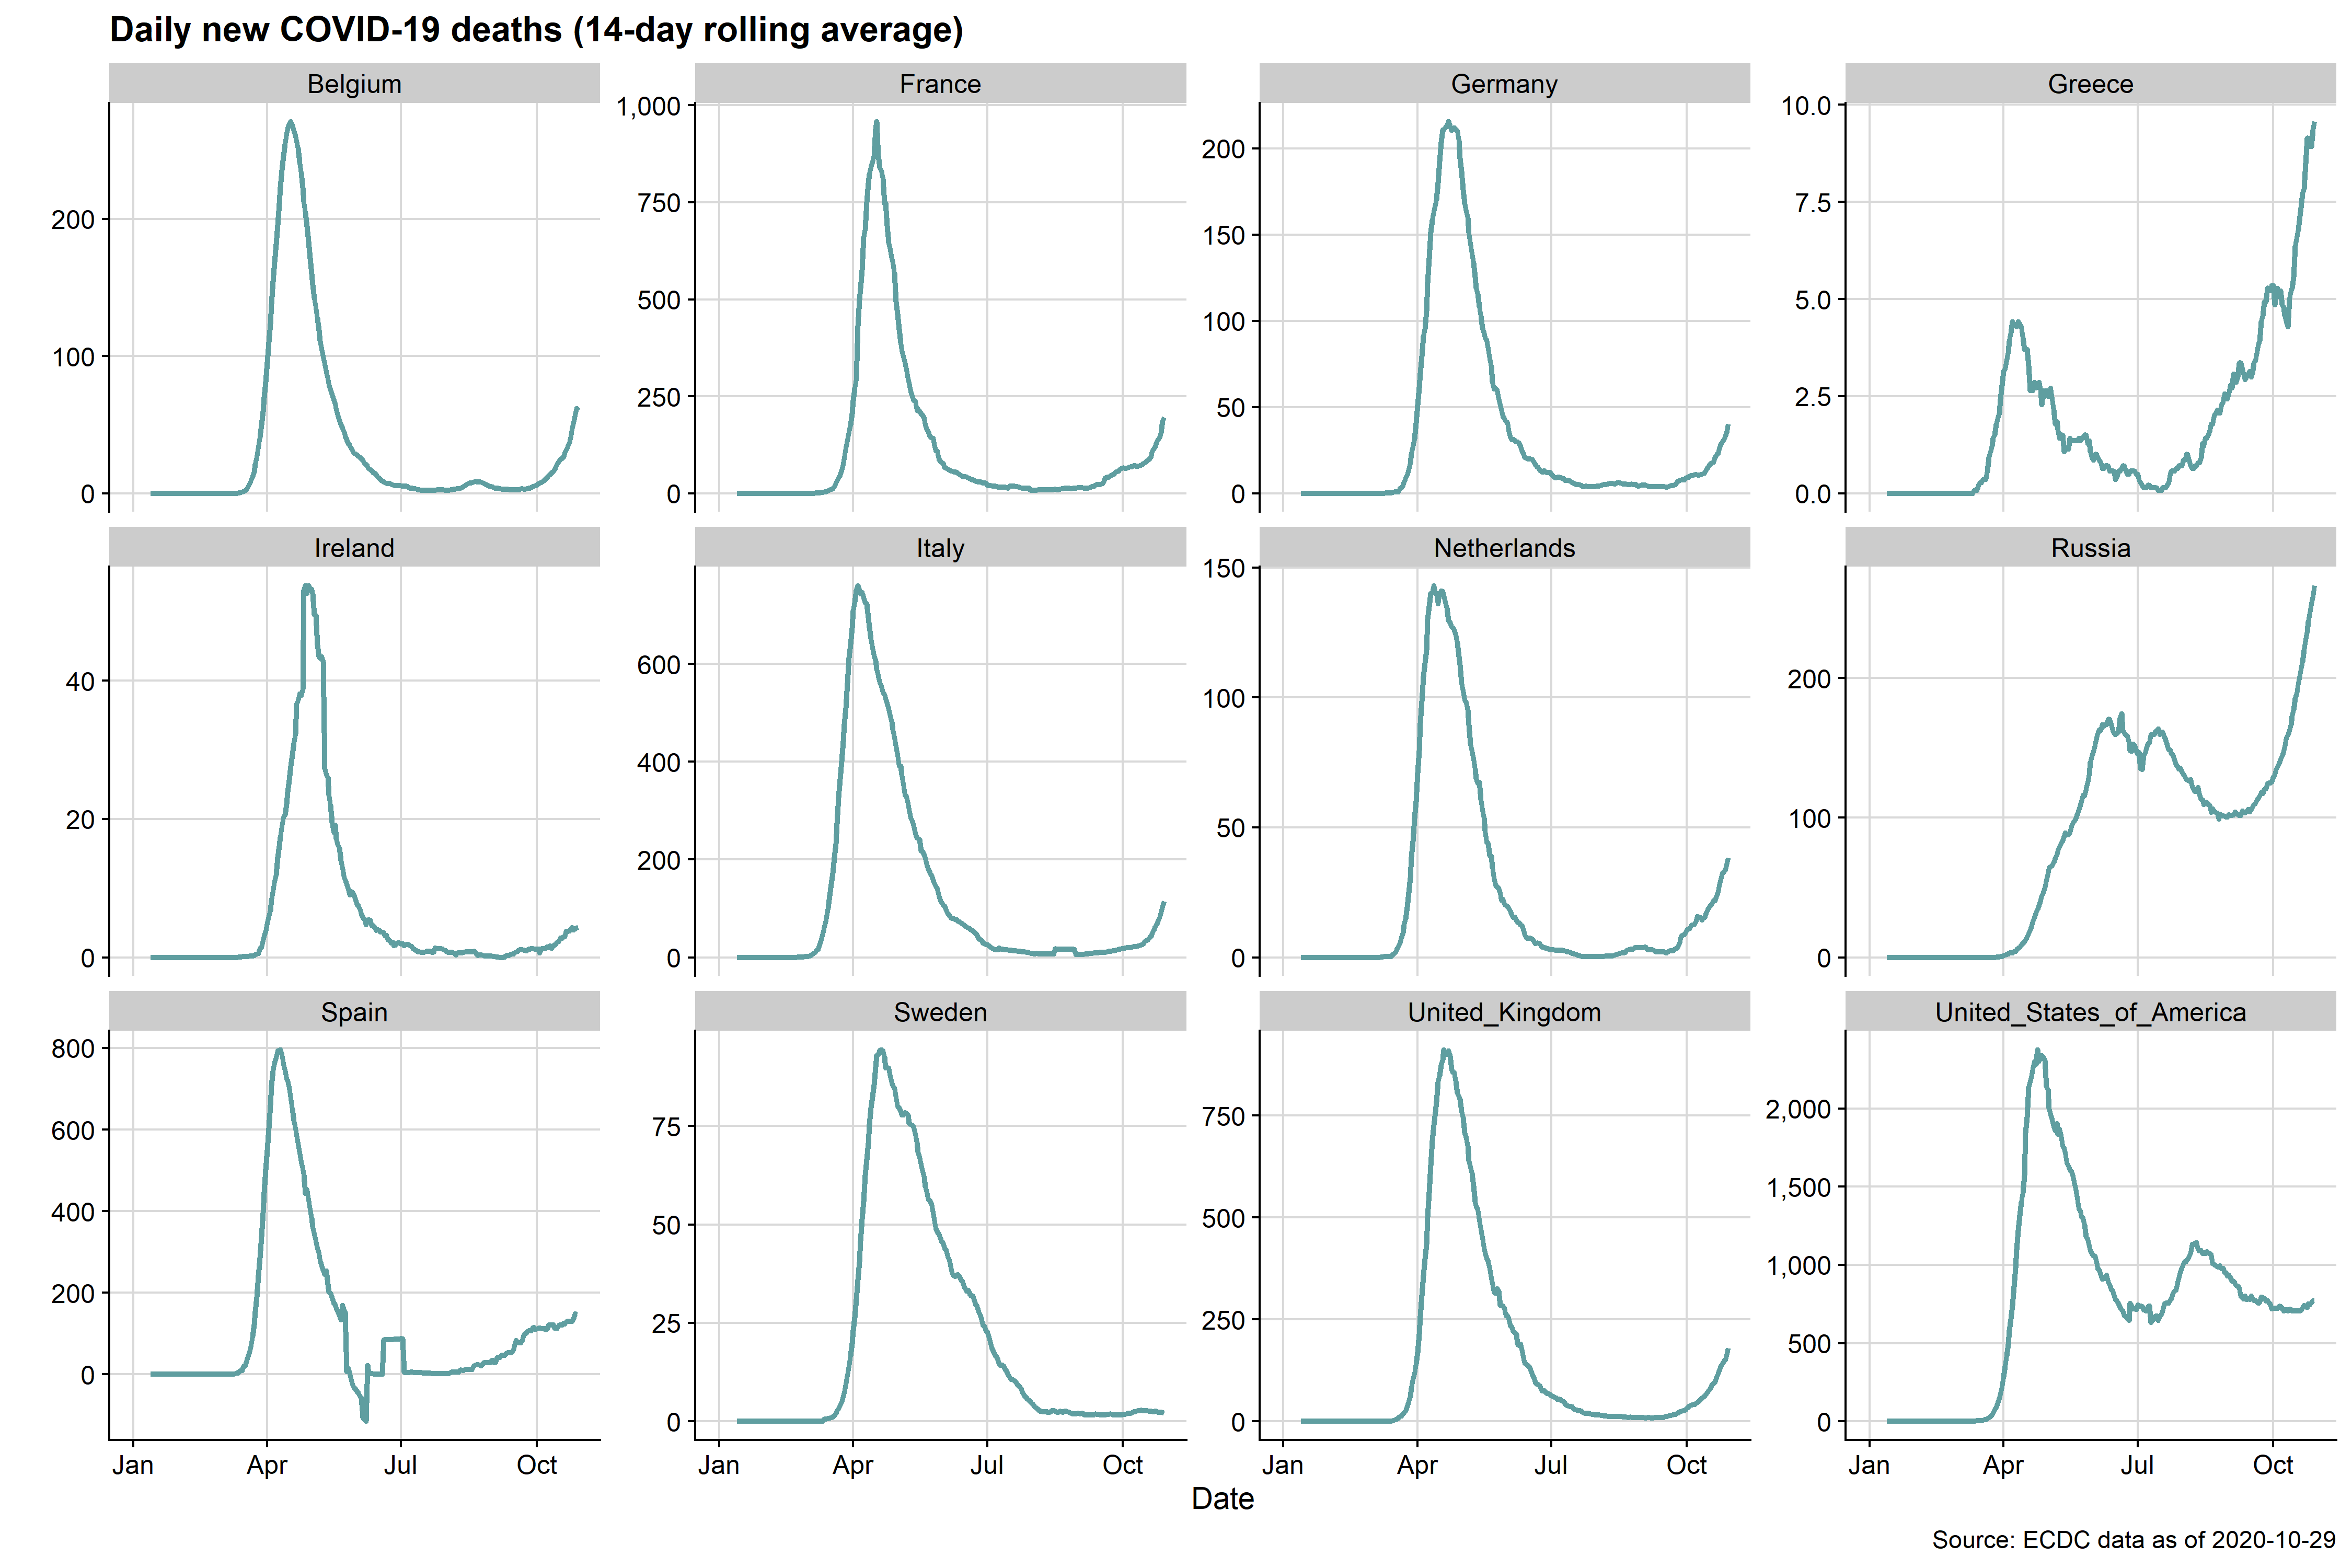 Daily new COVID-19 deaths (14-day rolling average)
Belgium
France
Germany
Greece
200
100
0
1,000
750
500
250
0
200
150
100
50
0
10.0
7.5
5.0
2.5
0.0
Ireland
Italy
Netherlands
Russia
40
20
0
600
400
200
0
150
100
50
0
200
100
0
Spain
Sweden
United_Kingdom
United_States_of_America
800
600
400
200
0
75
50
25
0
750
500
250
0
2,000
1,500
1,000
500
0
Jan Apr Jul Oct
Jan Apr Jul Oct
Jan Apr Jul Oct
Jan Apr Jul Oct
Date
Source: ECDC data as of 2020-10-29